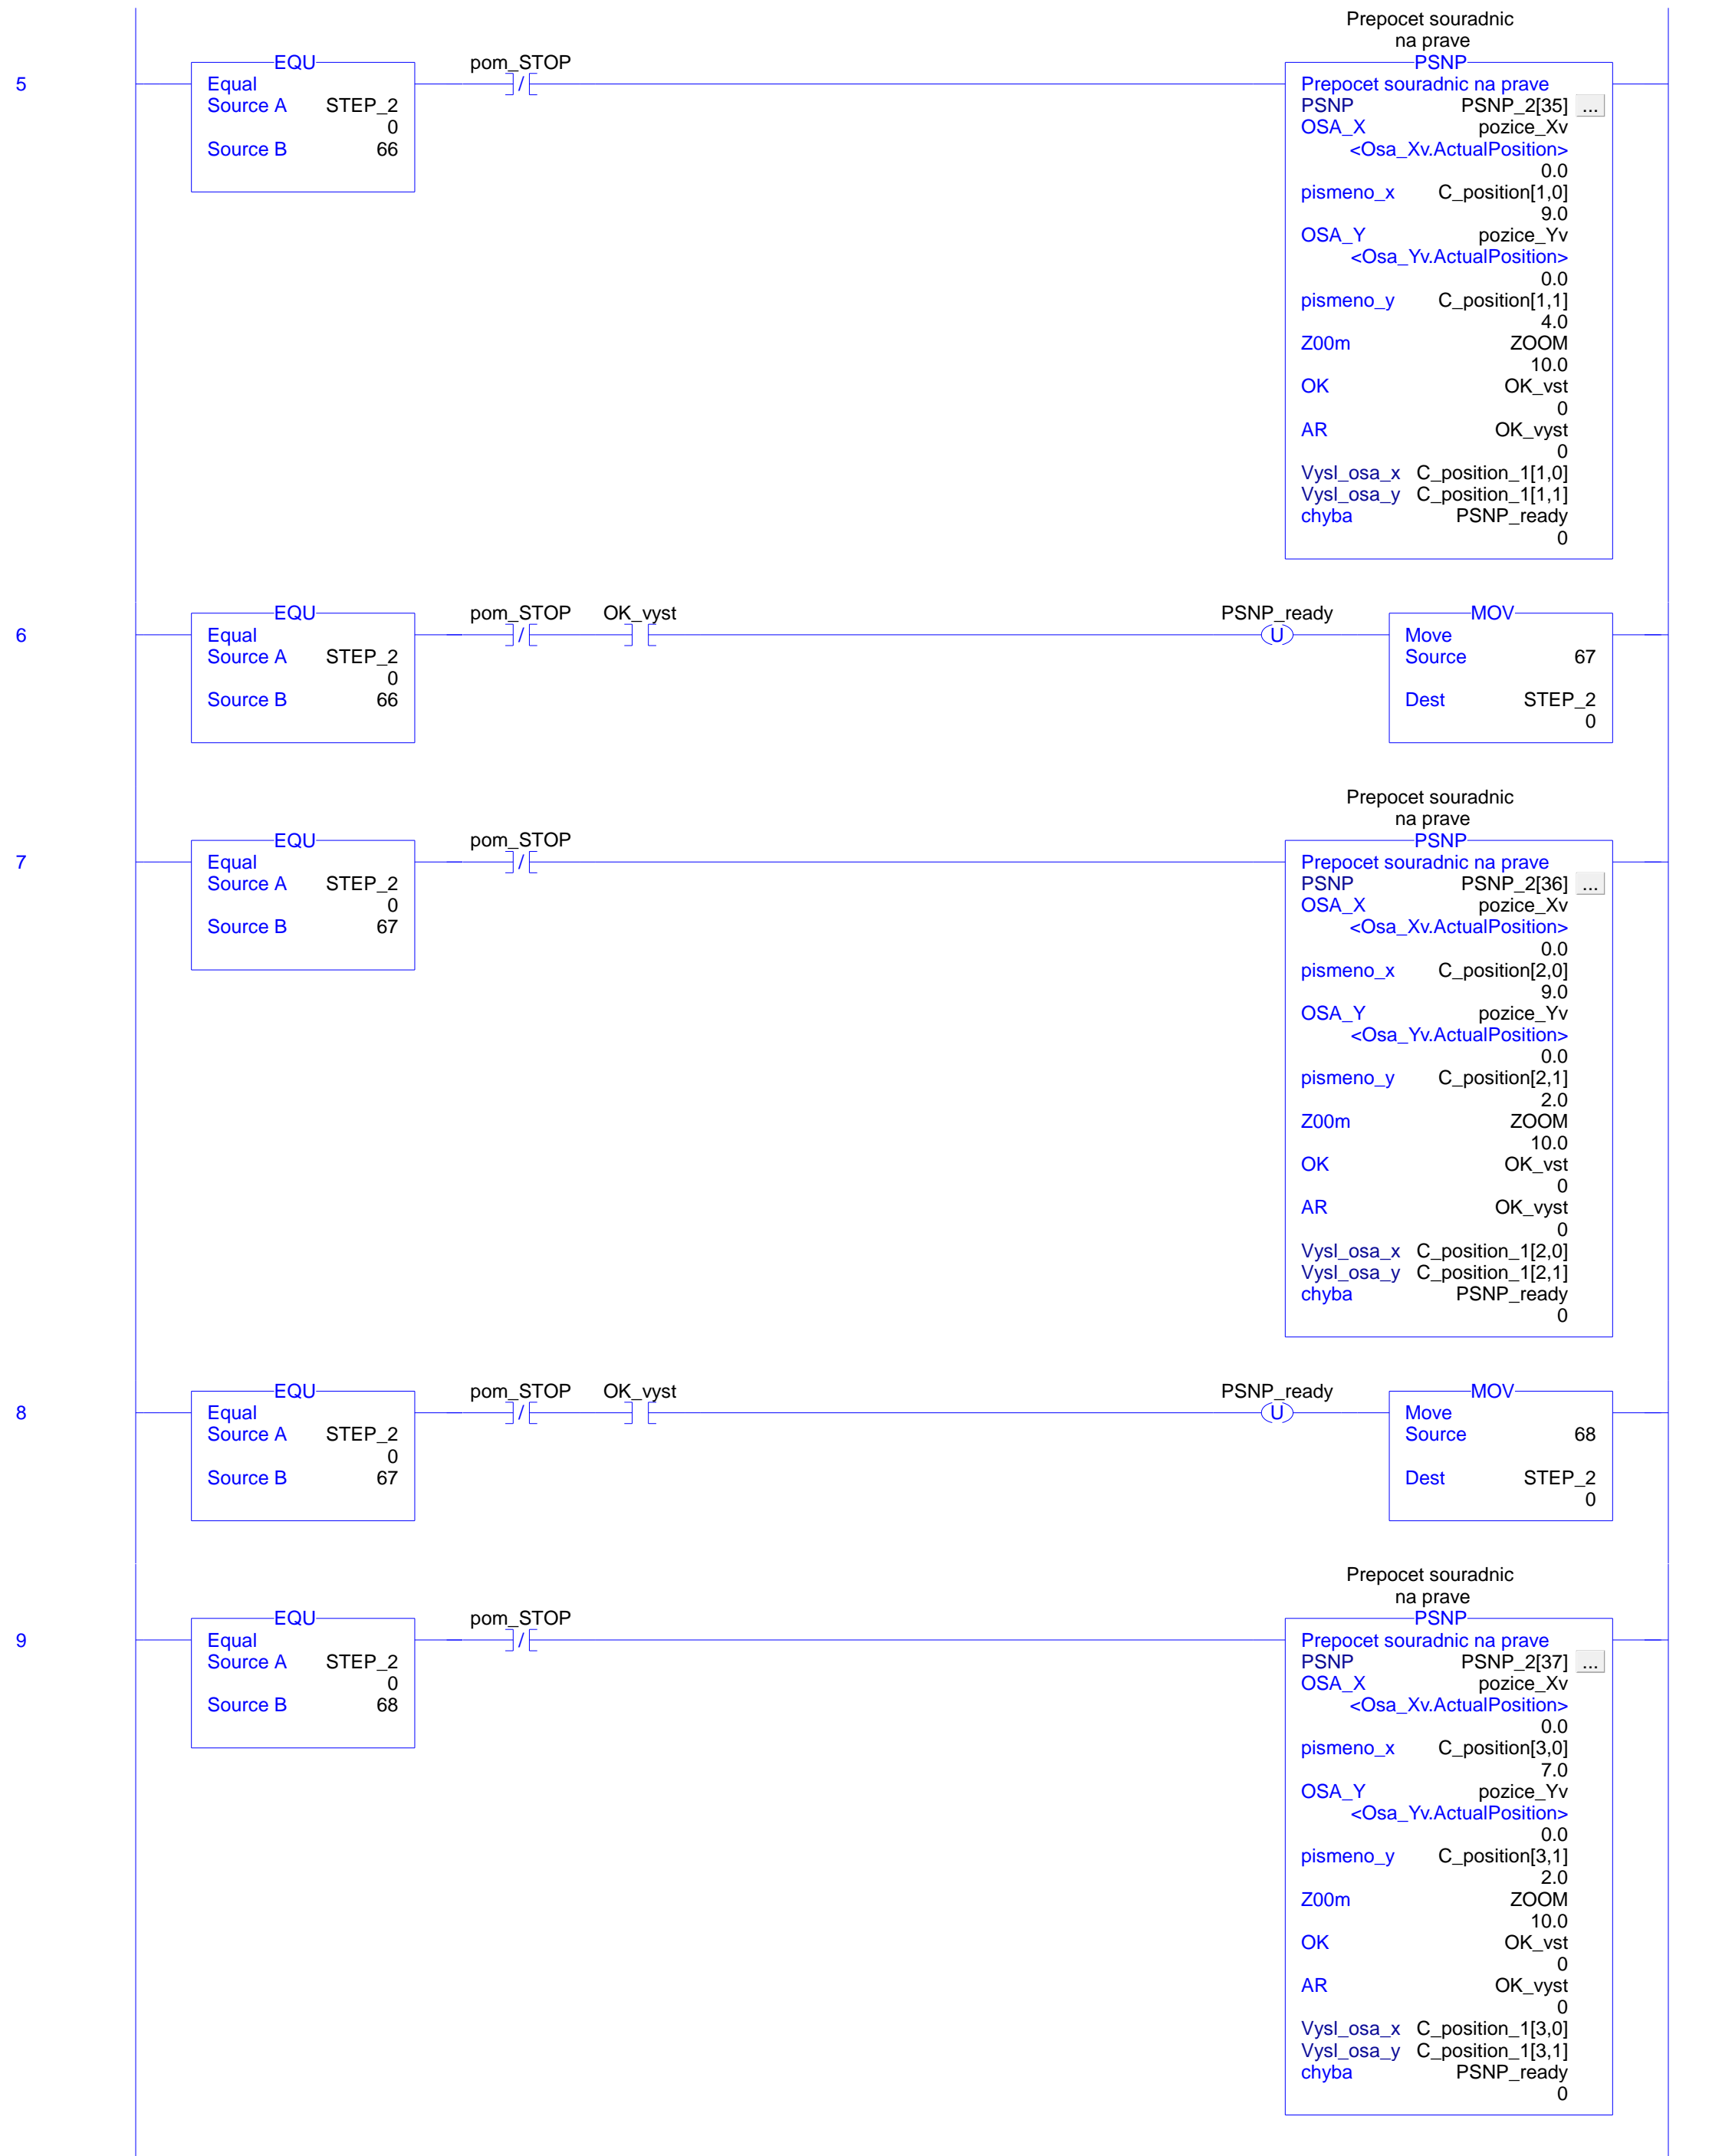 Prepocet souradnic
na prave
5
EQU
Equal
Source A STEP_2
0
Source B 66
pom_STOP
PSNP
Prepocet souradnic na prave
PSNP PSNP_2[35] ...
OSA_X pozice_Xv
<Osa_Xv.ActualPosition>
0.0
pismeno_x C_position[1,0]
9.0
OSA_Y pozice_Yv
<Osa_Yv.ActualPosition>
0.0
pismeno_y C_position[1,1]
4.0
Z00m ZOOM
10.0
OK OK_vst
0
AR OK_vyst
0
Vysl_osa_x C_position_1[1,0]
Vysl_osa_y C_position_1[1,1]
chyba PSNP_ready
0
6
EQU
Equal
Source A STEP_2
0
Source B 66
pom_STOP OK_vyst
PSNP_ready
U
MOV
Move
Source 67
Dest STEP_2
0
Prepocet souradnic
na prave
7
EQU
Equal
Source A STEP_2
0
Source B 67
pom_STOP
PSNP
Prepocet souradnic na prave
PSNP PSNP_2[36] ...
OSA_X pozice_Xv
<Osa_Xv.ActualPosition>
0.0
pismeno_x C_position[2,0]
9.0
OSA_Y pozice_Yv
<Osa_Yv.ActualPosition>
0.0
pismeno_y C_position[2,1]
2.0
Z00m ZOOM
10.0
OK OK_vst
0
AR OK_vyst
0
Vysl_osa_x C_position_1[2,0]
Vysl_osa_y C_position_1[2,1]
chyba PSNP_ready
0
8
EQU
Equal
Source A STEP_2
0
Source B 67
pom_STOP OK_vyst
PSNP_ready
U
MOV
Move
Source 68
Dest STEP_2
0
Prepocet souradnic
na prave
9
EQU
Equal
Source A STEP_2
0
Source B 68
pom_STOP
PSNP
Prepocet souradnic na prave
PSNP PSNP_2[37] ...
OSA_X pozice_Xv
<Osa_Xv.ActualPosition>
0.0
pismeno_x C_position[3,0]
7.0
OSA_Y pozice_Yv
<Osa_Yv.ActualPosition>
0.0
pismeno_y C_position[3,1]
2.0
Z00m ZOOM
10.0
OK OK_vst
0
AR OK_vyst
0
Vysl_osa_x C_position_1[3,0]
Vysl_osa_y C_position_1[3,1]
chyba PSNP_ready
0